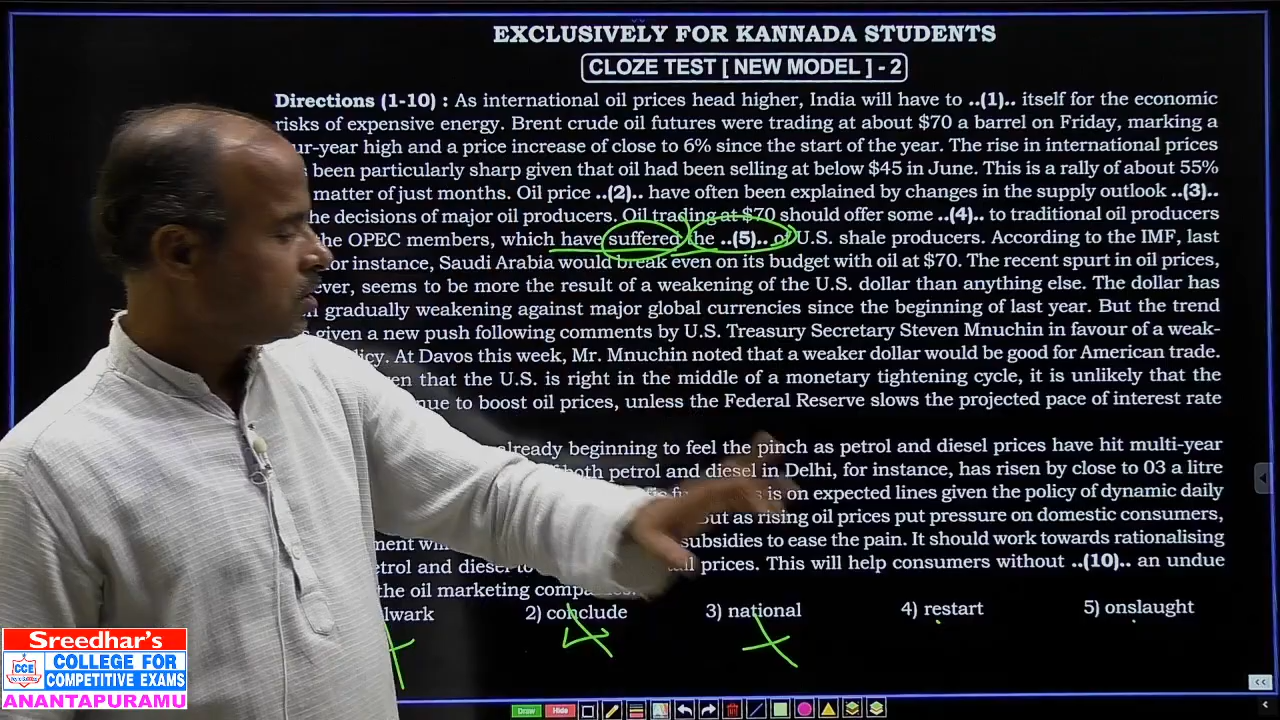 EXCLUSIVELY FOR KANNADA STUDENTS
CLOZE TEST [ NEW MODEL ] - 2
Directions (1-10) : As international oil prices head higher, India will have to ..(1).. itself for the economic
risks of expensive energy. Brent crude oil futures were trading at about $70 a barrel on Friday, marking a
ur-year high and a price increase of close to 6% since the start of the year. The rise in international prices
been particularly sharp given that oil had been selling at below $45 in June. This is a rally of about 55%
matter of just months. Oil price ..(2).. have often been explained by changes in the supply outlook ..(3)..
the decisions of major oil producers. Oil trading at $70 should offer some ..(4).. to traditional oil producers
the OPEC members, which have suffered the ..(5).. of U.S. shale producers. According to the IMF, last
or instance, Saudi Arabia would break even on its budget with oil at $70. The recent spurt in oil prices,
ever, seems to be more the result of a weakening of the U.S. dollar than anything else. The dollar has
gradually weakening against major global currencies since the beginning of last year. But the trend
given a new push following comments by U.S. Treasury Secretary Steven Mnuchin in favour of a weak-
licy. At Davos this week, Mr. Mnuchin noted that a weaker dollar would be good for American trade.
en that the U.S. is right in the middle of a monetary tightening cycle, it is unlikely that the
nue to boost oil prices, unless the Federal Reserve slows the projected pace of interest rate
already beginning to feel the pinch as petrol and diesel prices have hit multi-year
both petrol and diesel in Delhi, for instance, has risen by close to 03 a litre
is on expected lines given the policy of dynamic daily
But as rising oil prices put pressure on domestic consumers,
ment wi subsidies to ease the pain. It should work towards rationalising
etrol and diesel to prices. This will help consumers without ..(10).. an undue
the oil marketing companies.
lwark 2) conclude 3) national 4) restart 5) onslaught
Sreedhar's
CCE
COLLEGE FOR
COMPETITIVE EXAMS
ANANTAPURAMU
Draw Hide